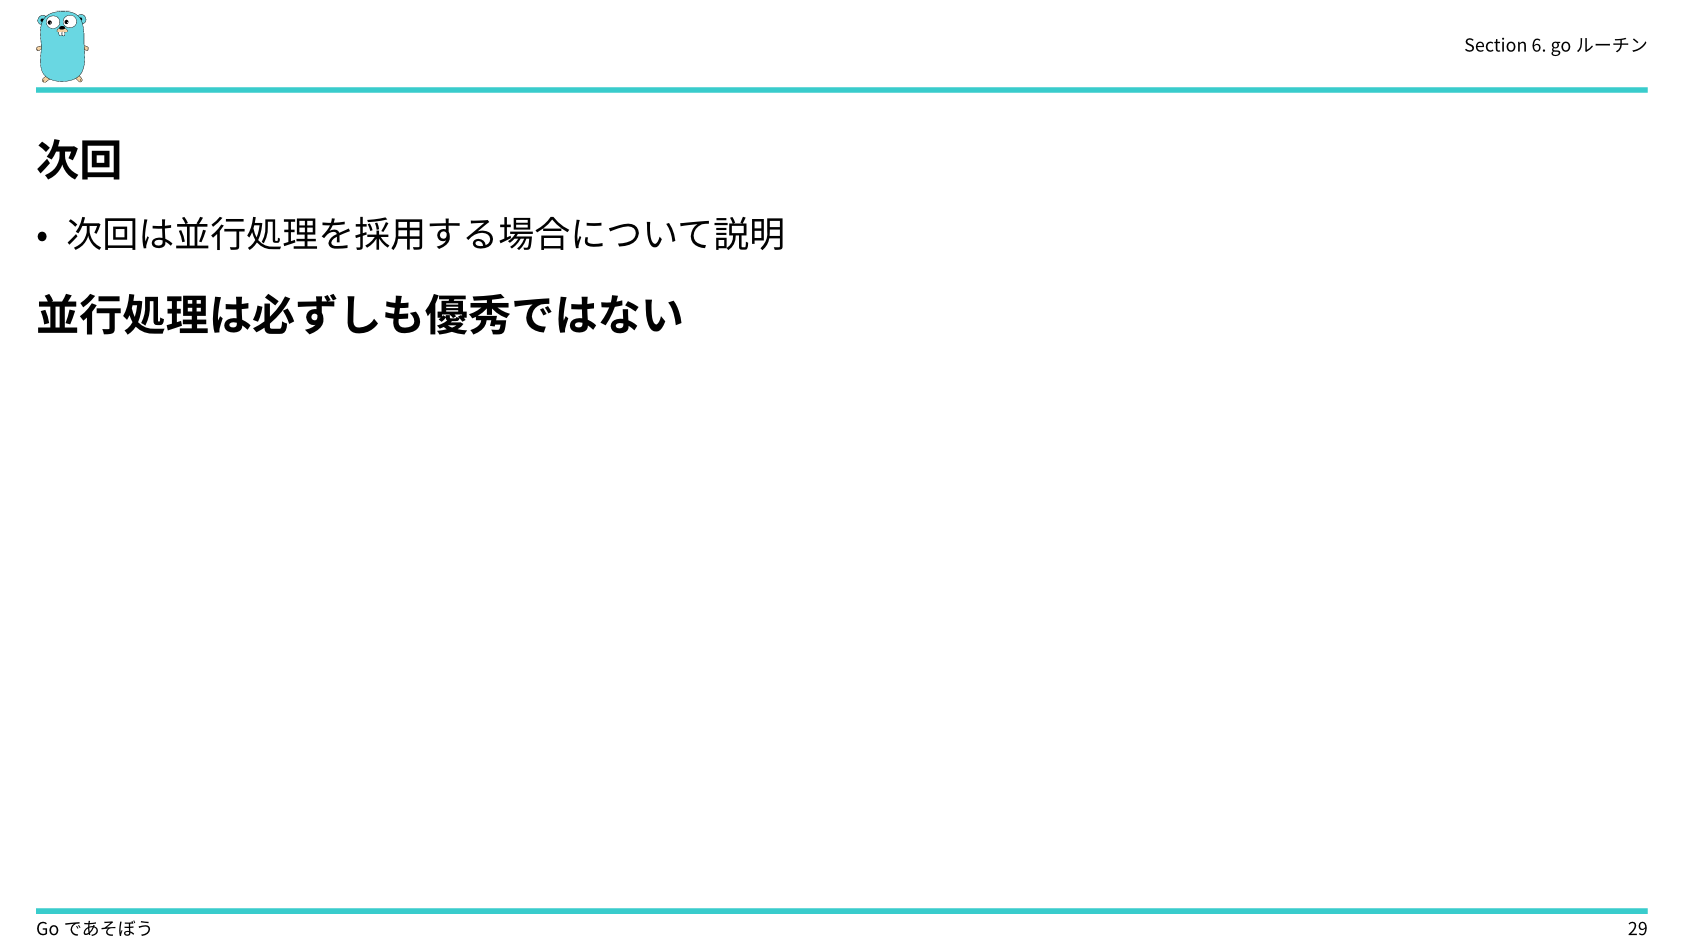 Section 6. go ルーチン
次回
• 次回は並行処理を採用する場合について説明
並行処理は必ずしも優秀ではない
Go であそぼう
29